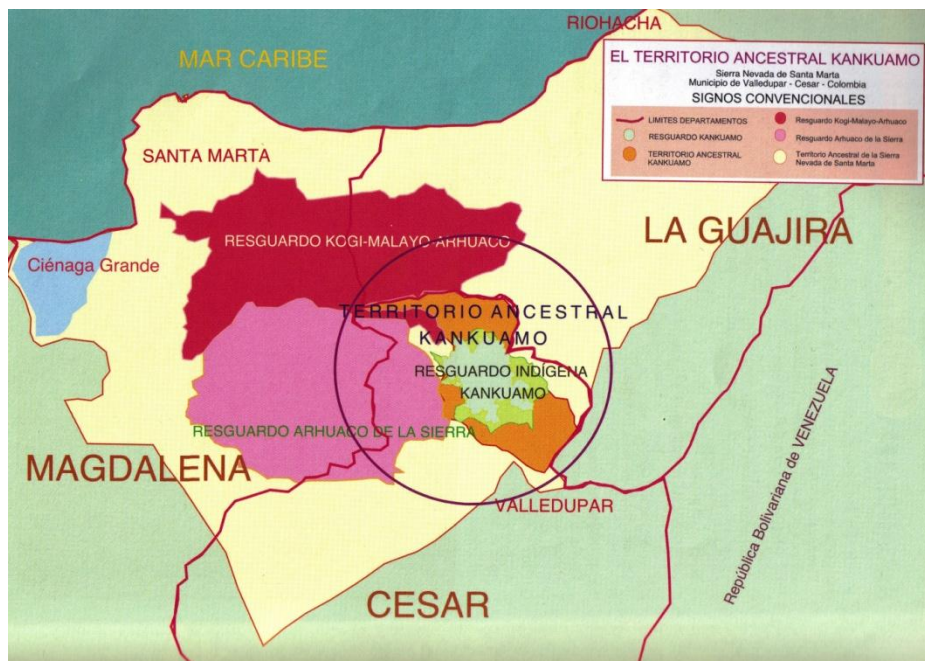 RIOHACHA
MAR CARIBE
EL TERRITORIO ANCESTRAL KANKUAMO
Sierra Nevada de Santa Marta
Municipio de Valledupar - Cesar - Colombia
SIGNOS CONVENCIONALES
LIMITES DEPARTAMENTOS
RESGUARDO KANKUAMO
TERRITORIO ANCESTRAL
KANKUAMO
Resguardo Kogi-Malayo-Arhuaco
Resguardo Arhuaco de la Sierra
Territorio Ancestral de la Sierra
Nevada de Santa Marta
SANTA MARTA
LA GUAJIRA
RESGUARDO KOGI-MALAYO-ARHUACO
Ciénaga Grande
TERRITORIO ANCESTRAL
KANKUAMO
RESGUARDO INDÍGENA
KANKUAMO
RESGUARDO ARHUACO DE LA SIERRA
MAGDALENA
VALLEDUPAR
República Bolivariana de VENEZUELA
CESAR